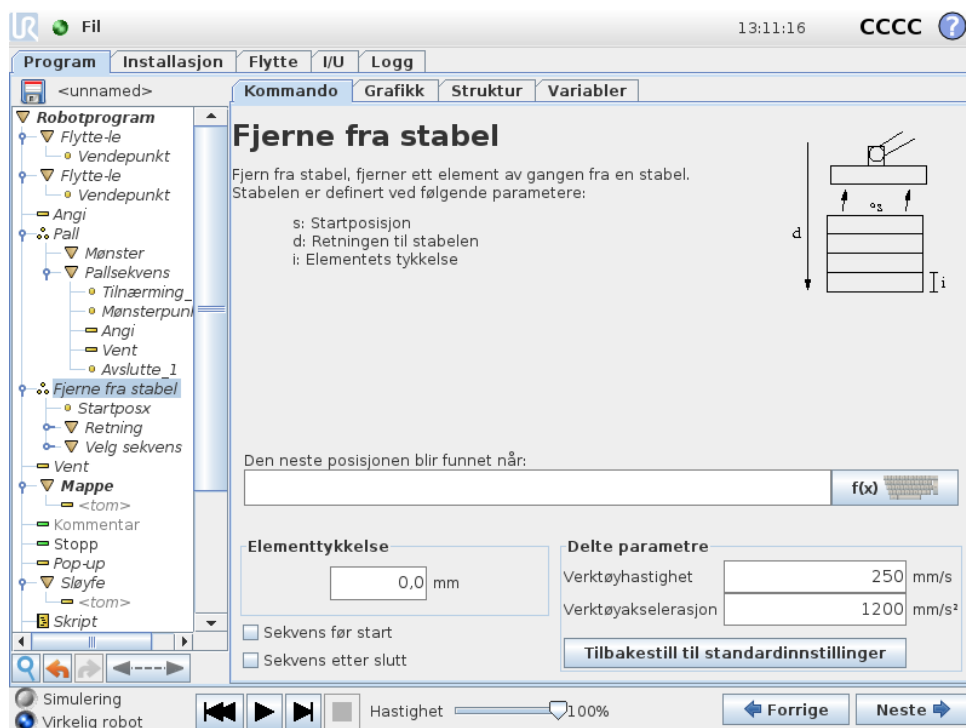 UR Fil 13:11:16 CCCC ?
Program Installasjon Flytte I/U Logg
<unnamed>
Kommando Grafikk Struktur Variabler
Robotprogram
Flytte-le
Vendepunkt
Flytte-le
Vendepunkt
Angi
Pall
Mønster
Pallsekvens
Tilnærming_
Mønsterpun
Angi
Vent
Avslutte_1
Fjerne fra stabel
Startposx
Retning
Velg sekvens
Vent
Mappe
<tom>
Kommentar
Stopp
Pop-up
Sløyfe
<tom>
Skript
Fjerne fra stabel
Fjern fra stabel, fjerner ett element av gangen fra en stabel.
Stabelen er definert ved følgende parametere:
s: Startposisjon
d: Retningen til stabelen
i: Elementets tykkelse
s
d
i
Den neste posisjonen blir funnet når:
f(x)
Elementtykkelse
0,0 mm
Sekvens før start
Sekvens etter slutt
Delte parametre
Verktøyhastighet 250 mm/s
Verktøyakselerasjon 1200 mm/s²
Tilbakestill til standardinnstillinger
Simulering
Virkelig robot
Hastighet 100%
Forrige Neste